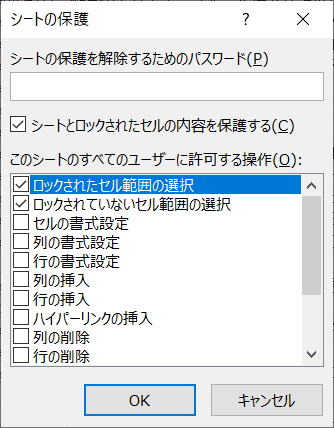 シートの保護
?
×
シートの保護を解除するためのパスワード(P)
シートとロックされたセルの内容を保護する(C)
このシートのすべてのユーザーに許可する操作(O):
ロックされたセル範囲の選択
ロックされていないセル範囲の選択
セルの書式設定
列の書式設定
行の書式設定
列の挿入
行の挿入
ハイパーリンクの挿入
列の削除
行の削除
OK
キャンセル